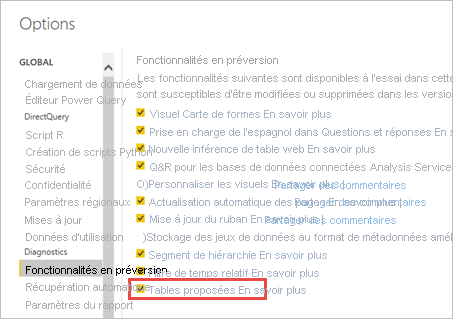 Options
GLOBAL
Chargement de données
Éditeur Power Query
DirectQuery
Script R
Création de scripts Python
Sécurité
Confidentialité
Paramètres régionaux
Mises à jour
Données d'utilisation
Diagnostics
Fonctionnalités en préversion
Récupération automatique
Paramètres du rapport
Fonctionnalités en préversion
Les fonctionnalités suivantes sont disponibles à l'essai dans cette
sont susceptibles d'être modifiées ou supprimées dans les version
Visuel Carte de formes En savoir plus
Prise en charge de l'espagnol dans Questions et réponses En s
Nouvelle inférence de table web En savoir plus
Q&R pour les bases de données connectées Analysis Service
O)Personnaliser les visuels En savoir plus
Partager des commentaires
Actualisation automatique des pages En savoir plus
Partager des commentaires
Mise à jour du ruban En savoir plus
Partager des commentaires
)Stockage des jeux de données au format de métadonnées amél
Segment de hiérarchie En savoir plus
Filtre de temps relatif En savoir plus
Tables proposées En savoir plus